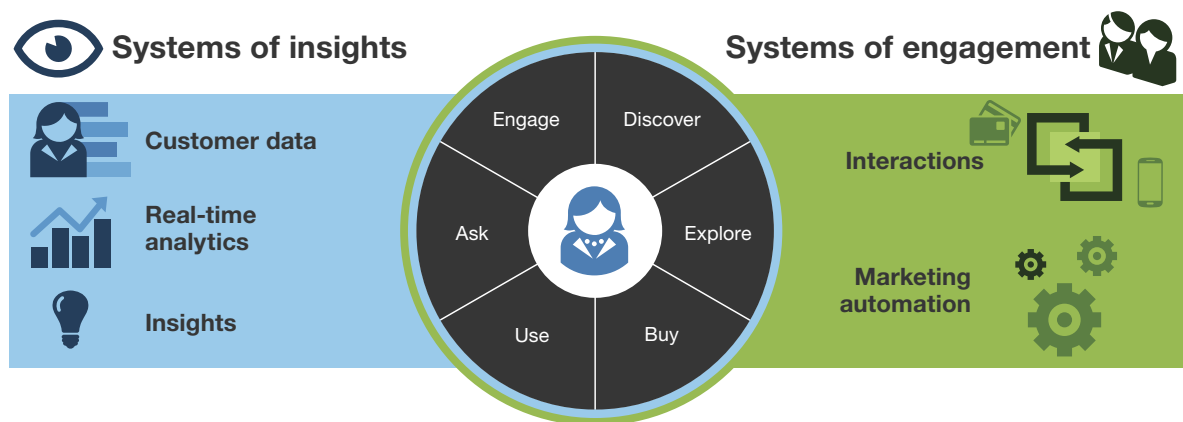 Systems of insights
Customer data
Real-time
analytics
Insights
Engage
Discover
Ask
Explore
Use
Buy
Systems of engagement
Interactions
Marketing
automation